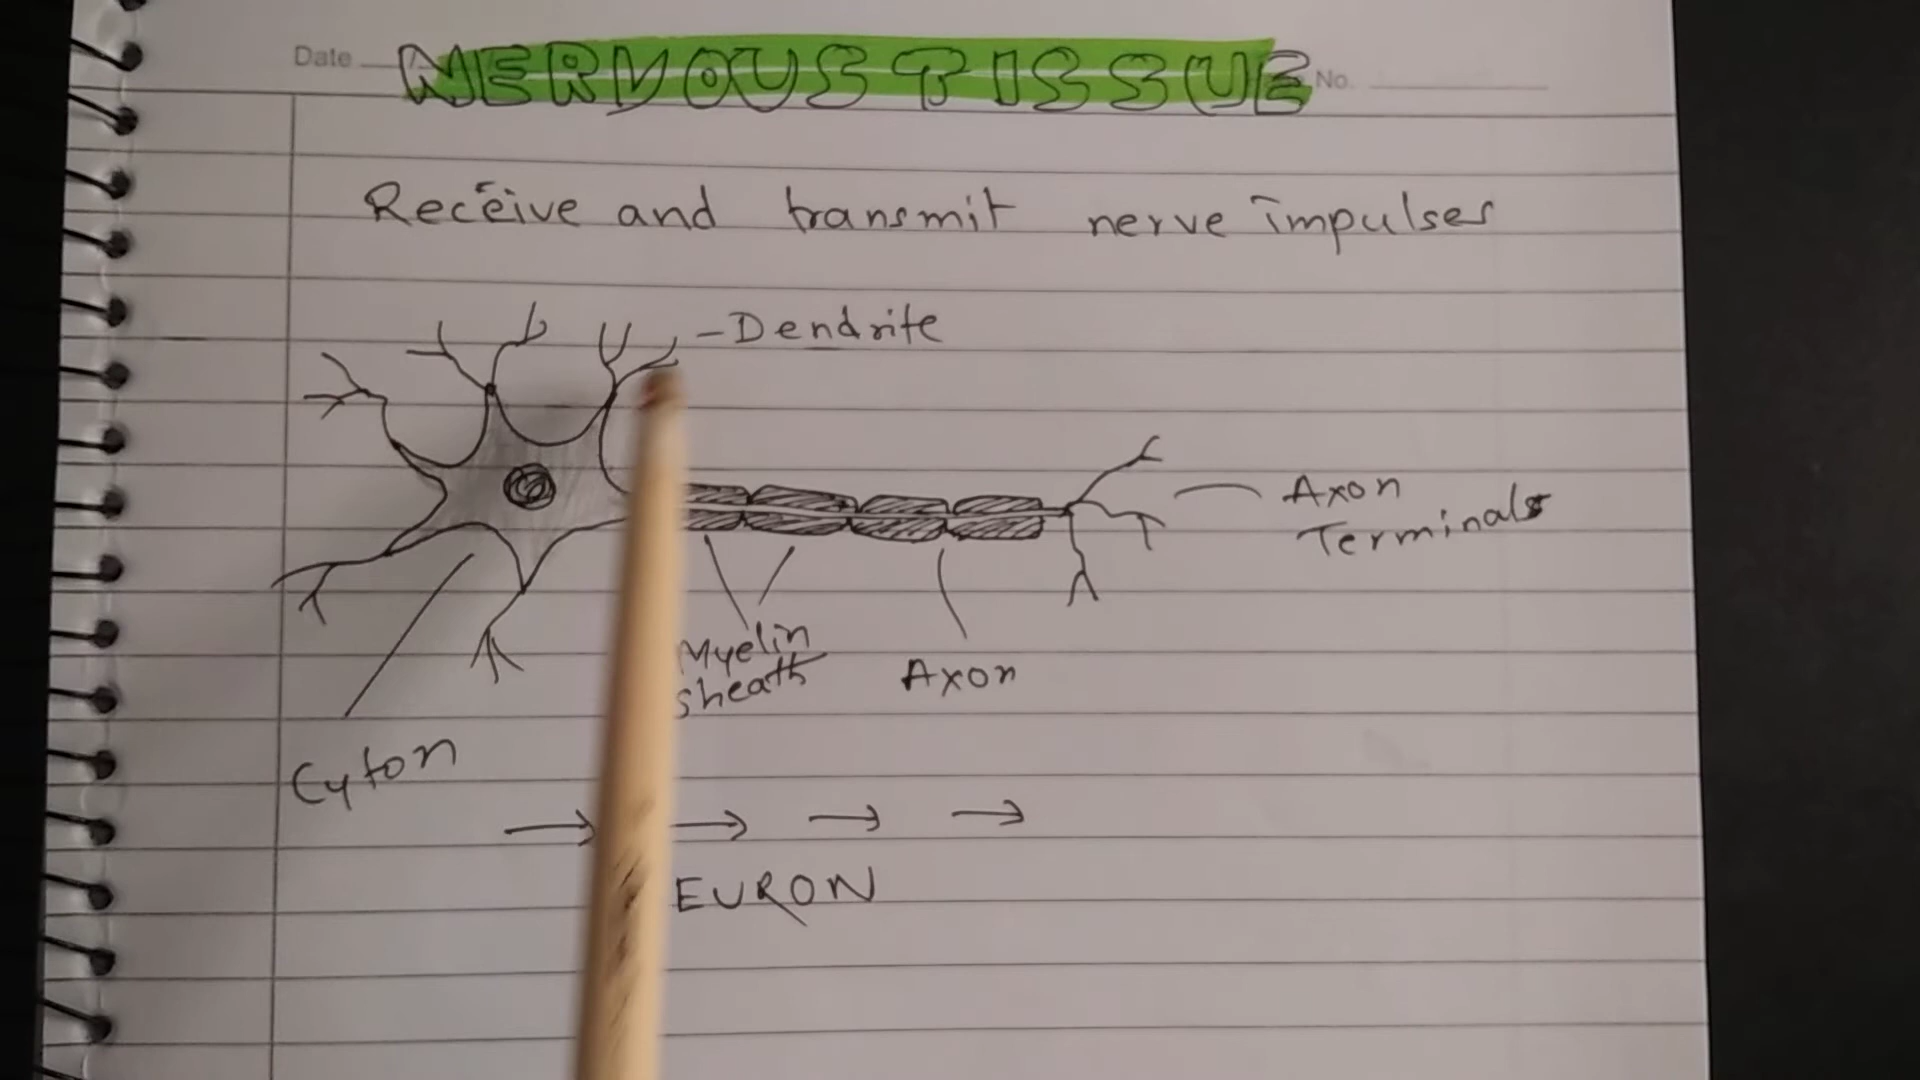 Date
NERVOUS TISSUE
No.
Receive and transmit nerve impulses
Dendrite
Axon
Terminals
Myelin
sheath
Axon
Cyton
EURON